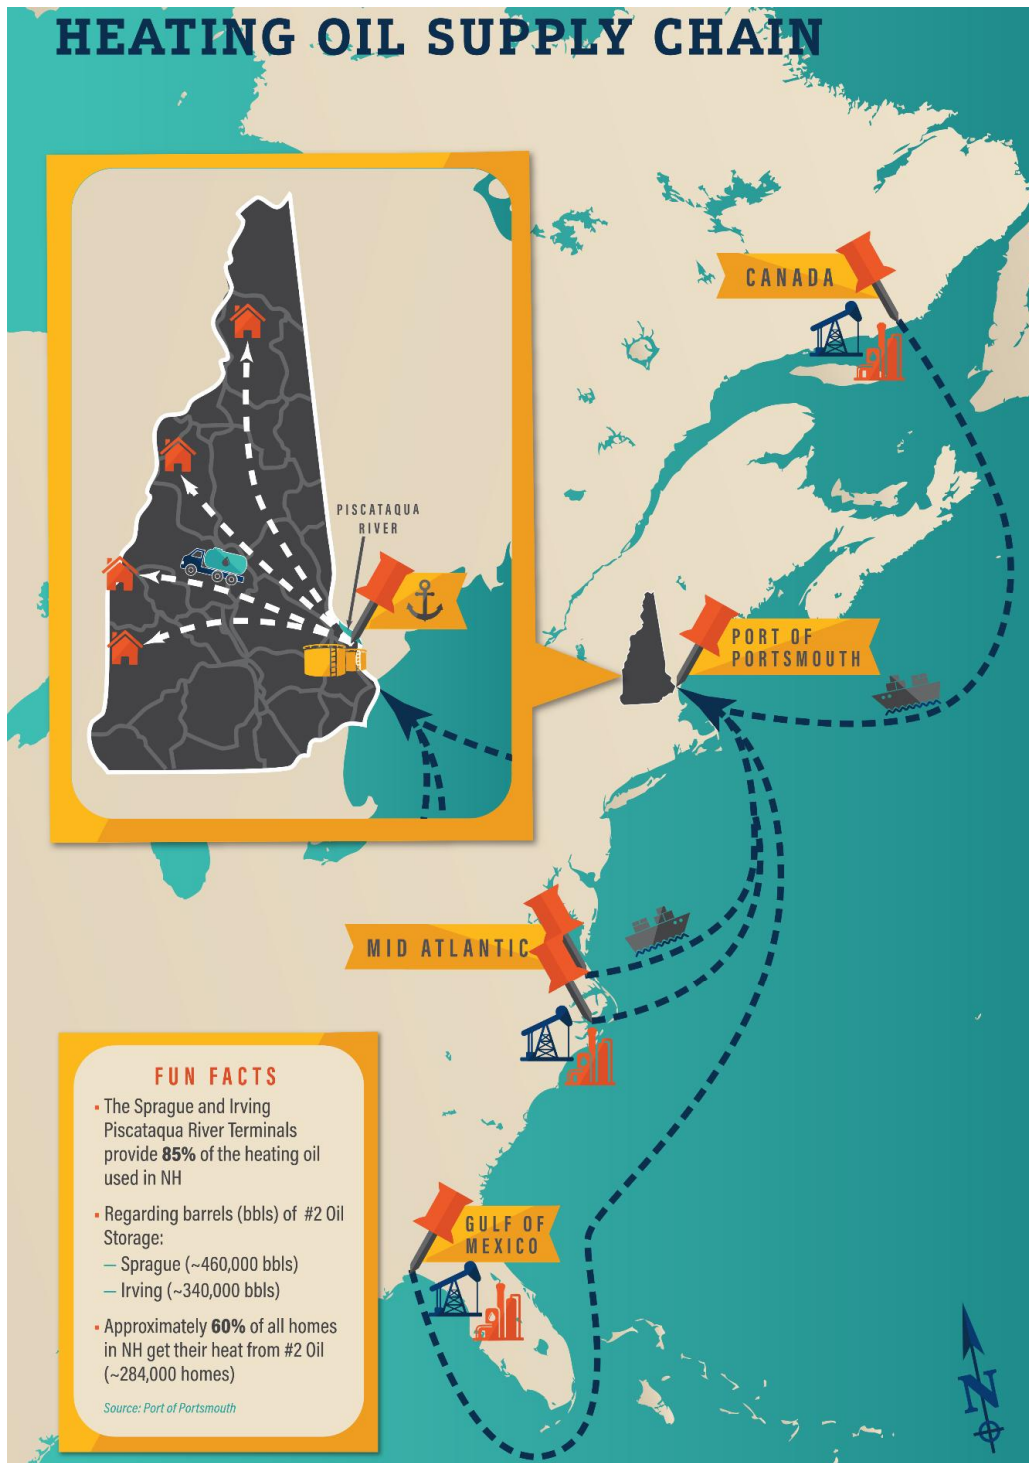 HEATING OIL SUPPLY CHAIN
CANADA
PISCATAQUA
RIVER
PORT OF
PORTSMOUTH
MID ATLANTIC
FUN FACTS
▪ The Sprague and Irving
Piscataqua River Terminals
provide 85% of the heating oil
used in NH
▪ Regarding barrels (bbls) of #2 Oil
Storage:
— Sprague (~460,000 bbls)
— Irving (~340,000 bbls)
▪ Approximately 60% of all homes
in NH get their heat from #2 Oil
(~284,000 homes)
Source: Port of Portsmouth
GULF OF
MEXICO
N